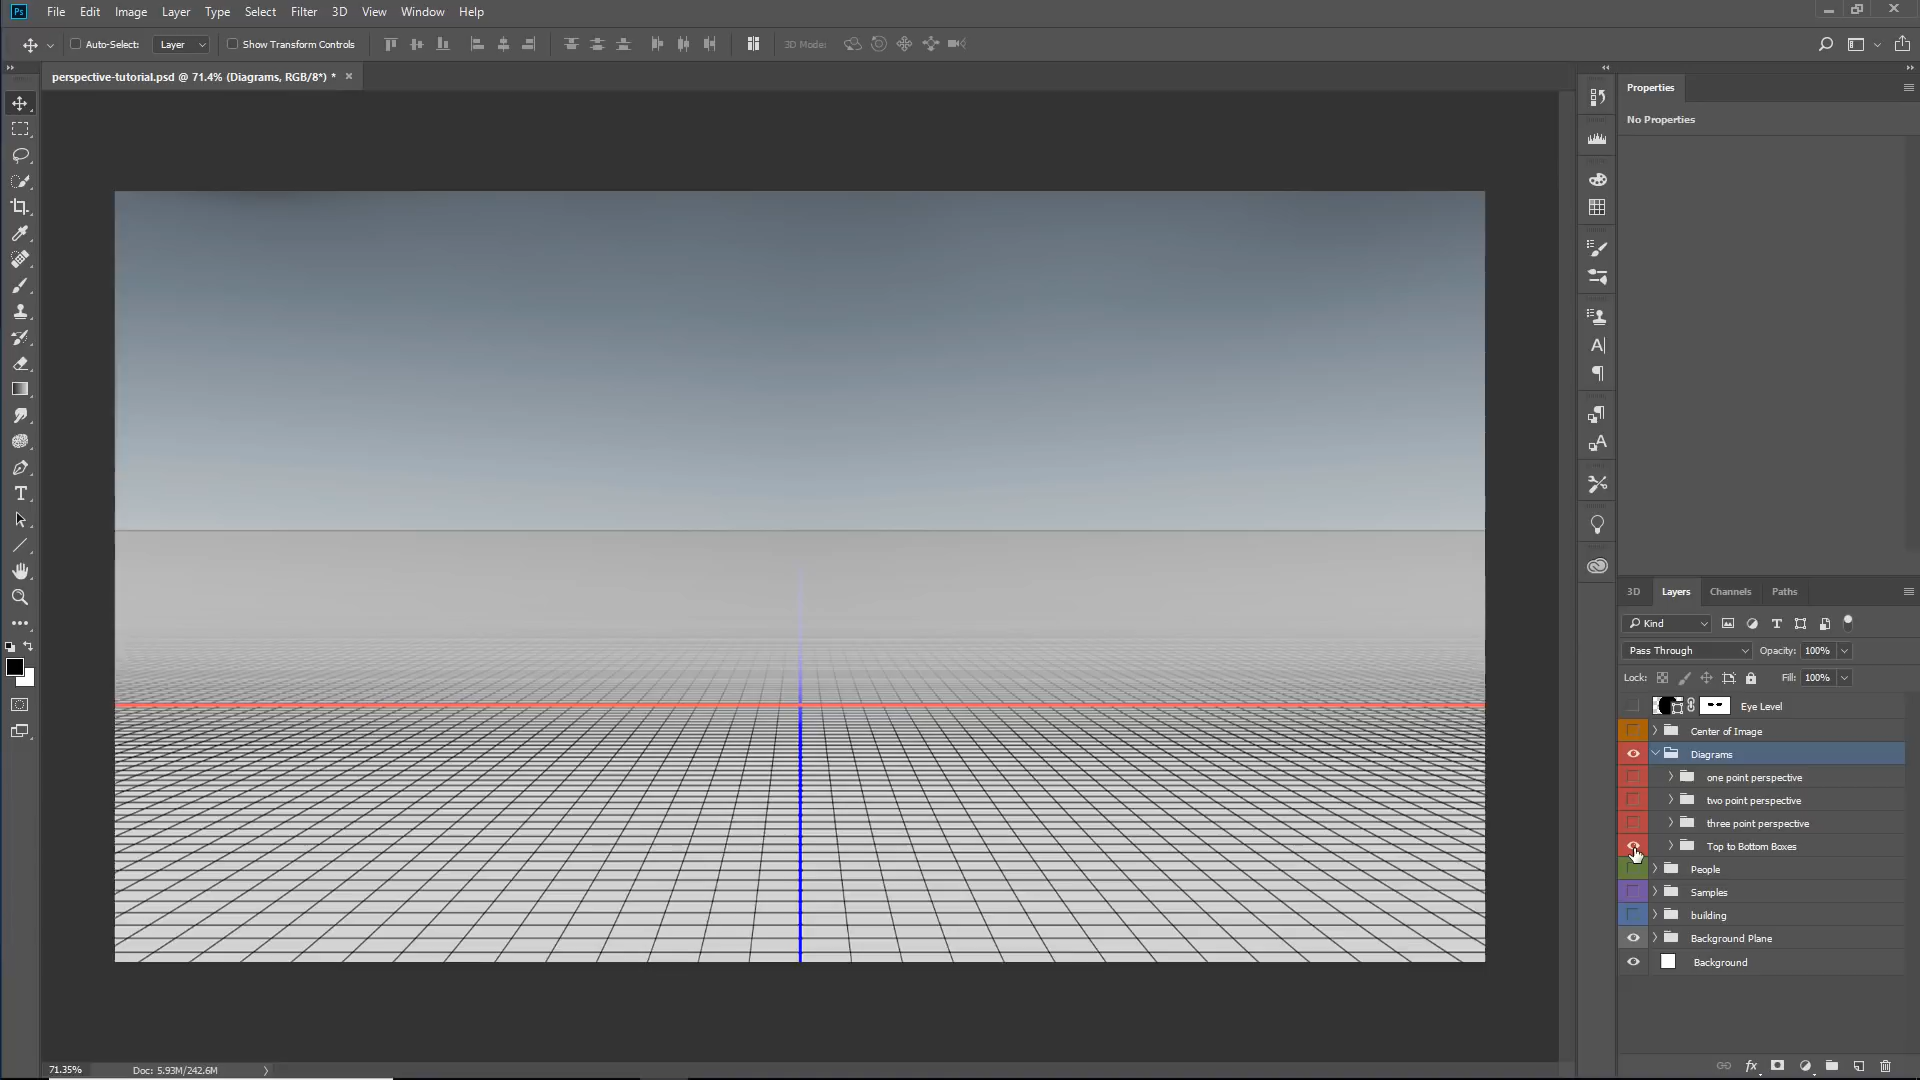 Ps File Edit Image Layer Type Select Filter 3D View Window Help
Auto-Select: Layer Show Transform Controls 3D Mode:
perspective-tutorial.psd @ 71.4% (Diagrams, RGB/8*) * ×
Properties
No Properties
3D Layers Channels Paths
Kind
Pass Through Opacity: 100%
Lock: Fill: 100%
Eye Level
Center of Image
Diagrams
one point perspective
two point perspective
three point perspective
Top to Bottom Boxes
People
Samples
building
Background Plane
Background
71.35% Doc: 5.93M/242.6M